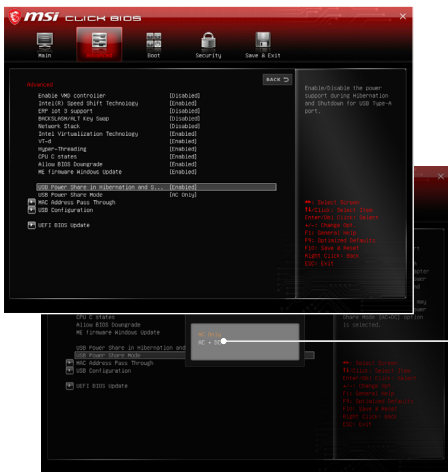 msi CLICK BIOS
Main
Advanced
Boot
Security
Save & Exit
Advanced
BACK
Enable VMD controller [Disabled]
Intel(R) Speed Shift Technology [Enabled]
ERP lot 3 support [Disabled]
BACKSLASH/ALT Key Swap [Disabled]
Network Stack [Disabled]
Intel Virtualization Technology [Enabled]
VT-d [Enabled]
Hyper-Threading [Enabled]
CPU C states [Enabled]
Allow BIOS Downgrade [Enabled]
ME firmware Windows Update [Enabled]
USB Power Share in Hibernation and S... [Enabled]
USB Power Share Mode [AC Only]
MAC Address Pass Through
USB Configuration
UEFI BIOS Update
Enable/Disable the power
support during Hibernation
and Shutdown for USB Type-A
port.
Select Screen
/Click: Select Item
Enter/Dbl Click: Select
+/-: Change Opt.
F1: General Help
F9: Optimized Defaults
F10: Save & Reset
Right Click: Back
ESC: Exit
CPU C states
Allow BIOS Downgrade
ME firmware Windows Update
USB Power Share in Hibernation and
USB Power Share Mode
MAC Address Pass Through
USB Configuration
UEFI BIOS Update
AC Only
AC + DC
Share Mode [AC+DC] option
is selected.
Select Screen
/Click: Select Item
Enter/Dbl Click: Select
+/-: Change Opt.
F1: General Help
F9: Optimized Defaults
F10: Save & Reset
Right Click: Back
ESC: Exit